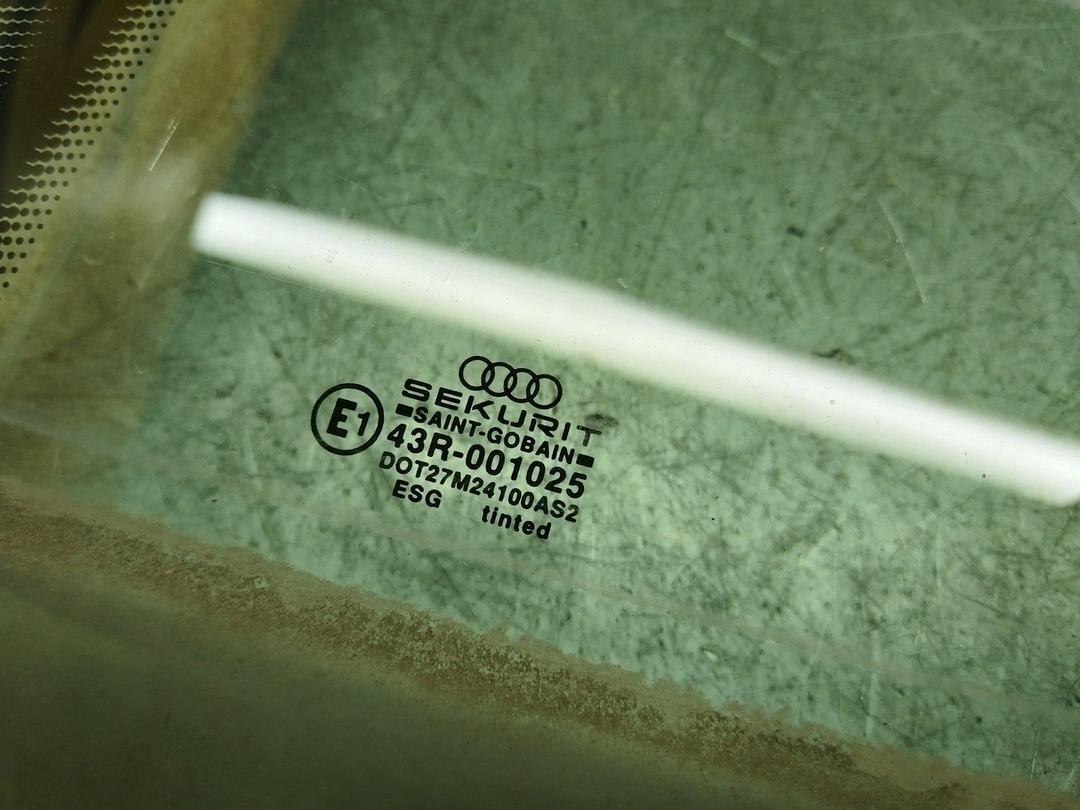 SEKURIT
SAINT-GOBAIN
E1
43R-001025
DOT27M24100AS2
ESG tinted